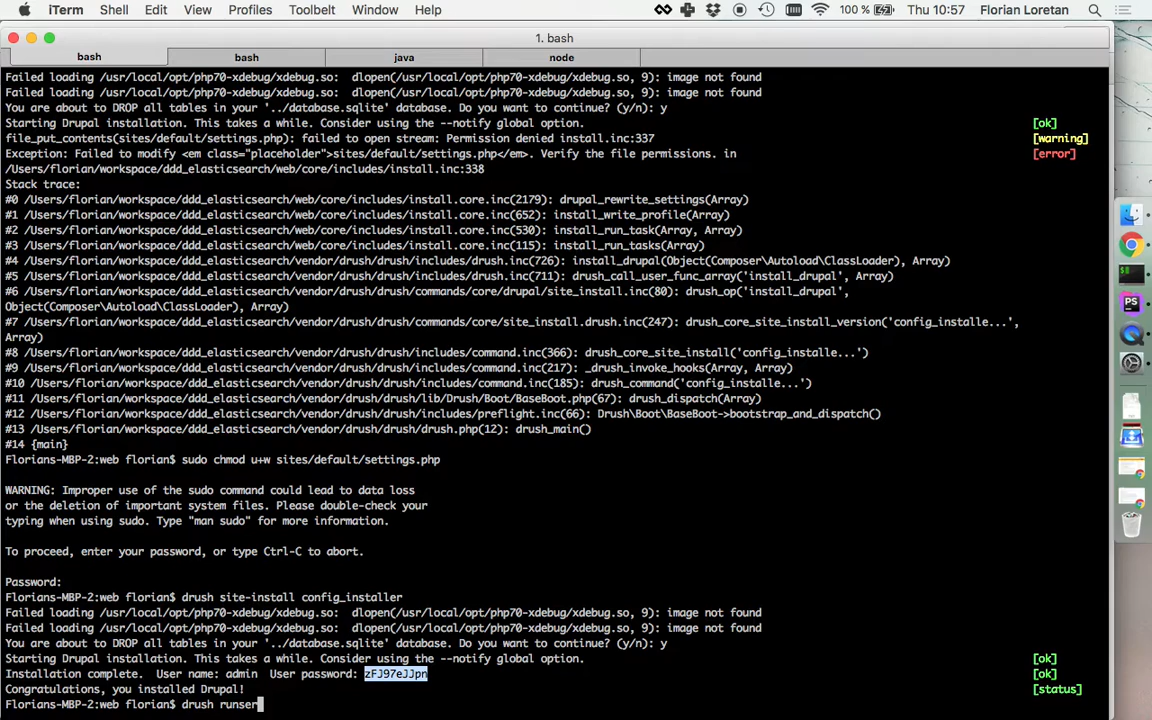 iTerm Shell Edit View Profiles Toolbelt Window Help 100 % Thu 10:57 Florian Loretan
1. bash
bash bash java node
Failed loading /usr/local/opt/php70-xdebug/xdebug.so:  dlopen(/usr/local/opt/php70-xdebug/xdebug.so, 9): image not found
Failed loading /usr/local/opt/php70-xdebug/xdebug.so:  dlopen(/usr/local/opt/php70-xdebug/xdebug.so, 9): image not found
You are about to DROP all tables in your '../database.sqlite' database. Do you want to continue? (y/n): y
Starting Drupal installation. This takes a while. Consider using the --notify global option. [ok]
file_put_contents(sites/default/settings.php): failed to open stream: Permission denied install.inc:337 [warning]
Exception: Failed to modify <em class="placeholder">sites/default/settings.php</em>. Verify the file permissions. in [error]
/Users/florian/workspace/ddd_elasticsearch/web/core/includes/install.inc:338
Stack trace:
#0 /Users/florian/workspace/ddd_elasticsearch/web/core/includes/install.core.inc(2179): drupal_rewrite_settings(Array)
#1 /Users/florian/workspace/ddd_elasticsearch/web/core/includes/install.core.inc(652): install_write_profile(Array)
#2 /Users/florian/workspace/ddd_elasticsearch/web/core/includes/install.core.inc(530): install_run_task(Array, Array)
#3 /Users/florian/workspace/ddd_elasticsearch/web/core/includes/install.core.inc(115): install_run_tasks(Array)
#4 /Users/florian/workspace/ddd_elasticsearch/vendor/drush/drush/includes/drush.inc(726): install_drupal(Object(Composer\Autoload\ClassLoader), Array)
#5 /Users/florian/workspace/ddd_elasticsearch/vendor/drush/drush/includes/drush.inc(711): drush_call_user_func_array('install_drupal', Array)
#6 /Users/florian/workspace/ddd_elasticsearch/vendor/drush/drush/commands/core/drupal/site_install.inc(80): drush_op('install_drupal',
Object(Composer\Autoload\ClassLoader), Array)
#7 /Users/florian/workspace/ddd_elasticsearch/vendor/drush/drush/commands/core/site_install.drush.inc(247): drush_core_site_install_version('config_installe...',
Array)
#8 /Users/florian/workspace/ddd_elasticsearch/vendor/drush/drush/includes/command.inc(366): drush_core_site_install('config_installe...')
#9 /Users/florian/workspace/ddd_elasticsearch/vendor/drush/drush/includes/command.inc(217): _drush_invoke_hooks(Array, Array)
#10 /Users/florian/workspace/ddd_elasticsearch/vendor/drush/drush/includes/command.inc(185): drush_command('config_installe...')
#11 /Users/florian/workspace/ddd_elasticsearch/vendor/drush/drush/lib/Drush/Boot/BaseBoot.php(67): drush_dispatch(Array)
#12 /Users/florian/workspace/ddd_elasticsearch/vendor/drush/drush/includes/preflight.inc(66): Drush\Boot\BaseBoot->bootstrap_and_dispatch()
#13 /Users/florian/workspace/ddd_elasticsearch/vendor/drush/drush/drush.php(12): drush_main()
#14 {main}
Florians-MBP-2:web florian$ sudo chmod u+w sites/default/settings.php
WARNING: Improper use of the sudo command could lead to data loss
or the deletion of important system files. Please double-check your
typing when using sudo. Type "man sudo" for more information.
To proceed, enter your password, or type Ctrl-C to abort.
Password:
Florians-MBP-2:web florian$ drush site-install config_installer
Failed loading /usr/local/opt/php70-xdebug/xdebug.so:  dlopen(/usr/local/opt/php70-xdebug/xdebug.so, 9): image not found
Failed loading /usr/local/opt/php70-xdebug/xdebug.so:  dlopen(/usr/local/opt/php70-xdebug/xdebug.so, 9): image not found
You are about to DROP all tables in your '../database.sqlite' database. Do you want to continue? (y/n): y
Starting Drupal installation. This takes a while. Consider using the --notify global option. [ok]
Installation complete.  User name: admin  User password: zFJ97eJJpn [ok]
Congratulations, you installed Drupal! [status]
Florians-MBP-2:web florian$ drush runser